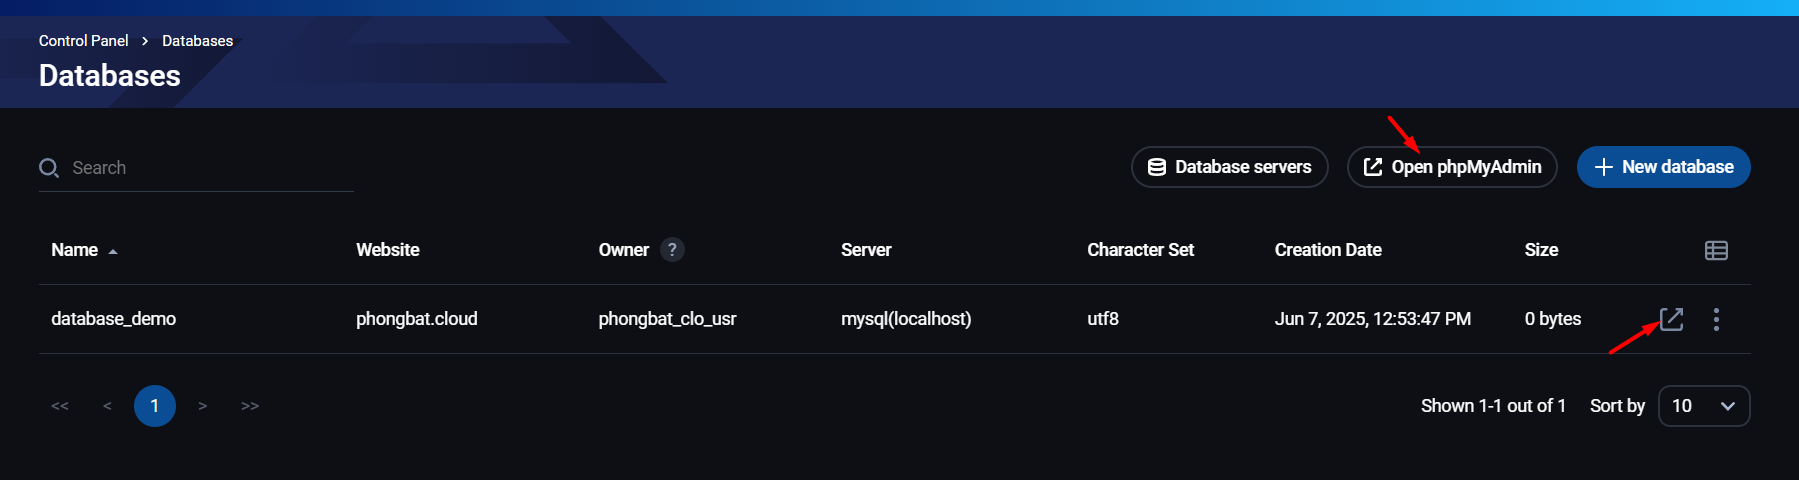 Control Panel > Databases
Databases
Search
Database servers
Open phpMyAdmin
+ New database
Name Website Owner ? Server Character Set Creation Date Size
database_demo phongbat.cloud phongbat_clo_usr mysql(localhost) utf8 Jun 7, 2025, 12:53:47 PM 0 bytes
<< < 1 > >> Shown 1-1 out of 1 Sort by 10